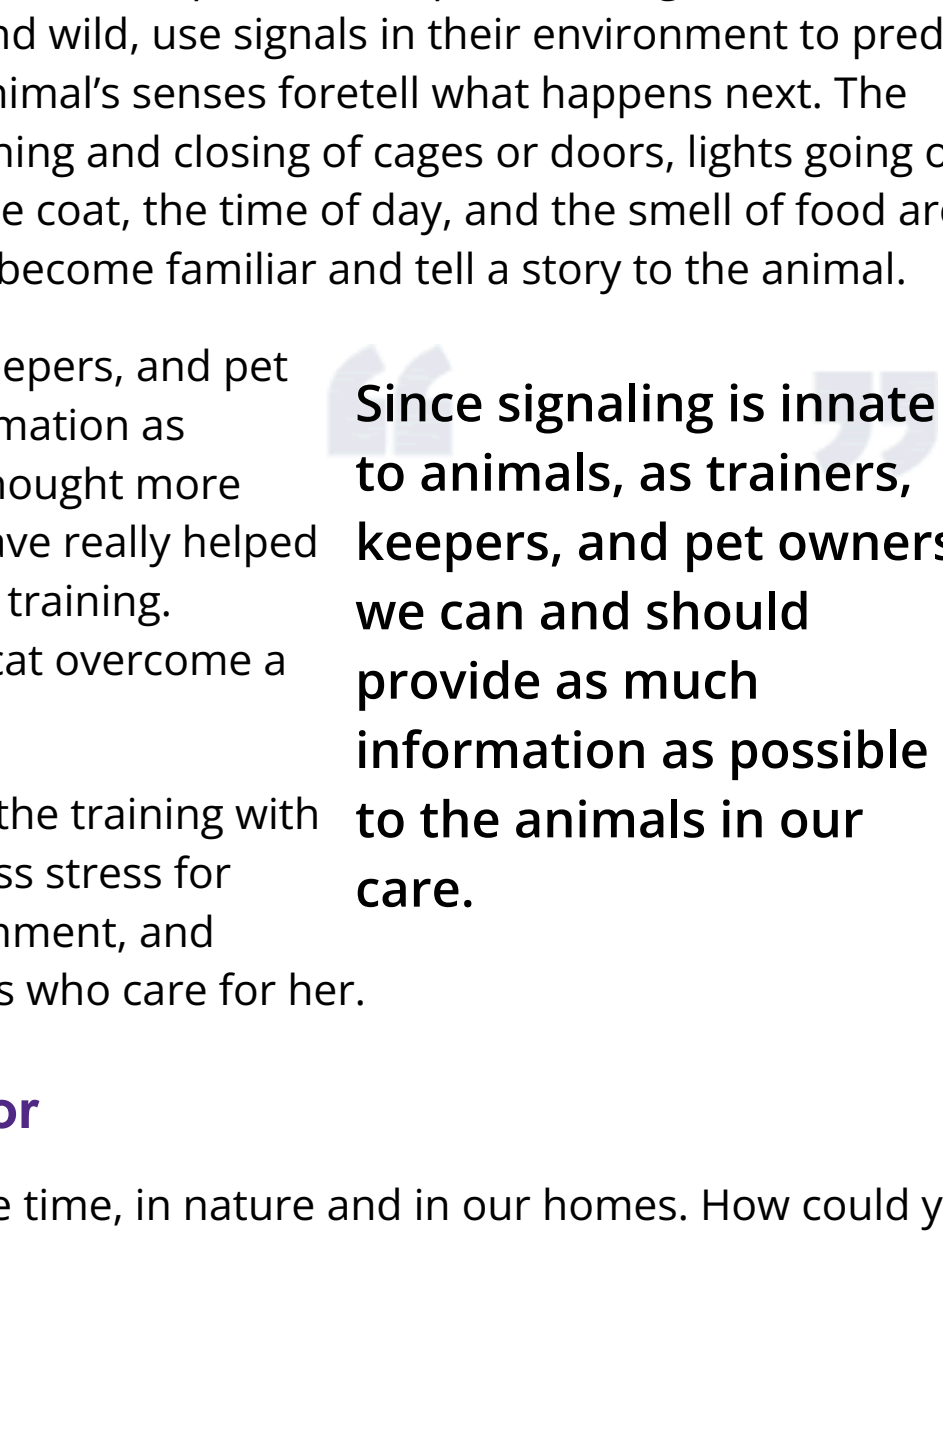 nd wild, use signals in their environment to pred
nimal’s senses foretell what happens next. The
ning and closing of cages or doors, lights going o
e coat, the time of day, and the smell of food are
become familiar and tell a story to the animal.
eepers, and pet
mation as
hought more
ave really helped
training.
cat overcome a
the training with
ss stress for
nment, and
s who care for her.
“
Since signaling is innate
to animals, as trainers,
keepers, and pet owners
we can and should
provide as much
information as possible
to the animals in our
care.
”
or
e time, in nature and in our homes. How could y